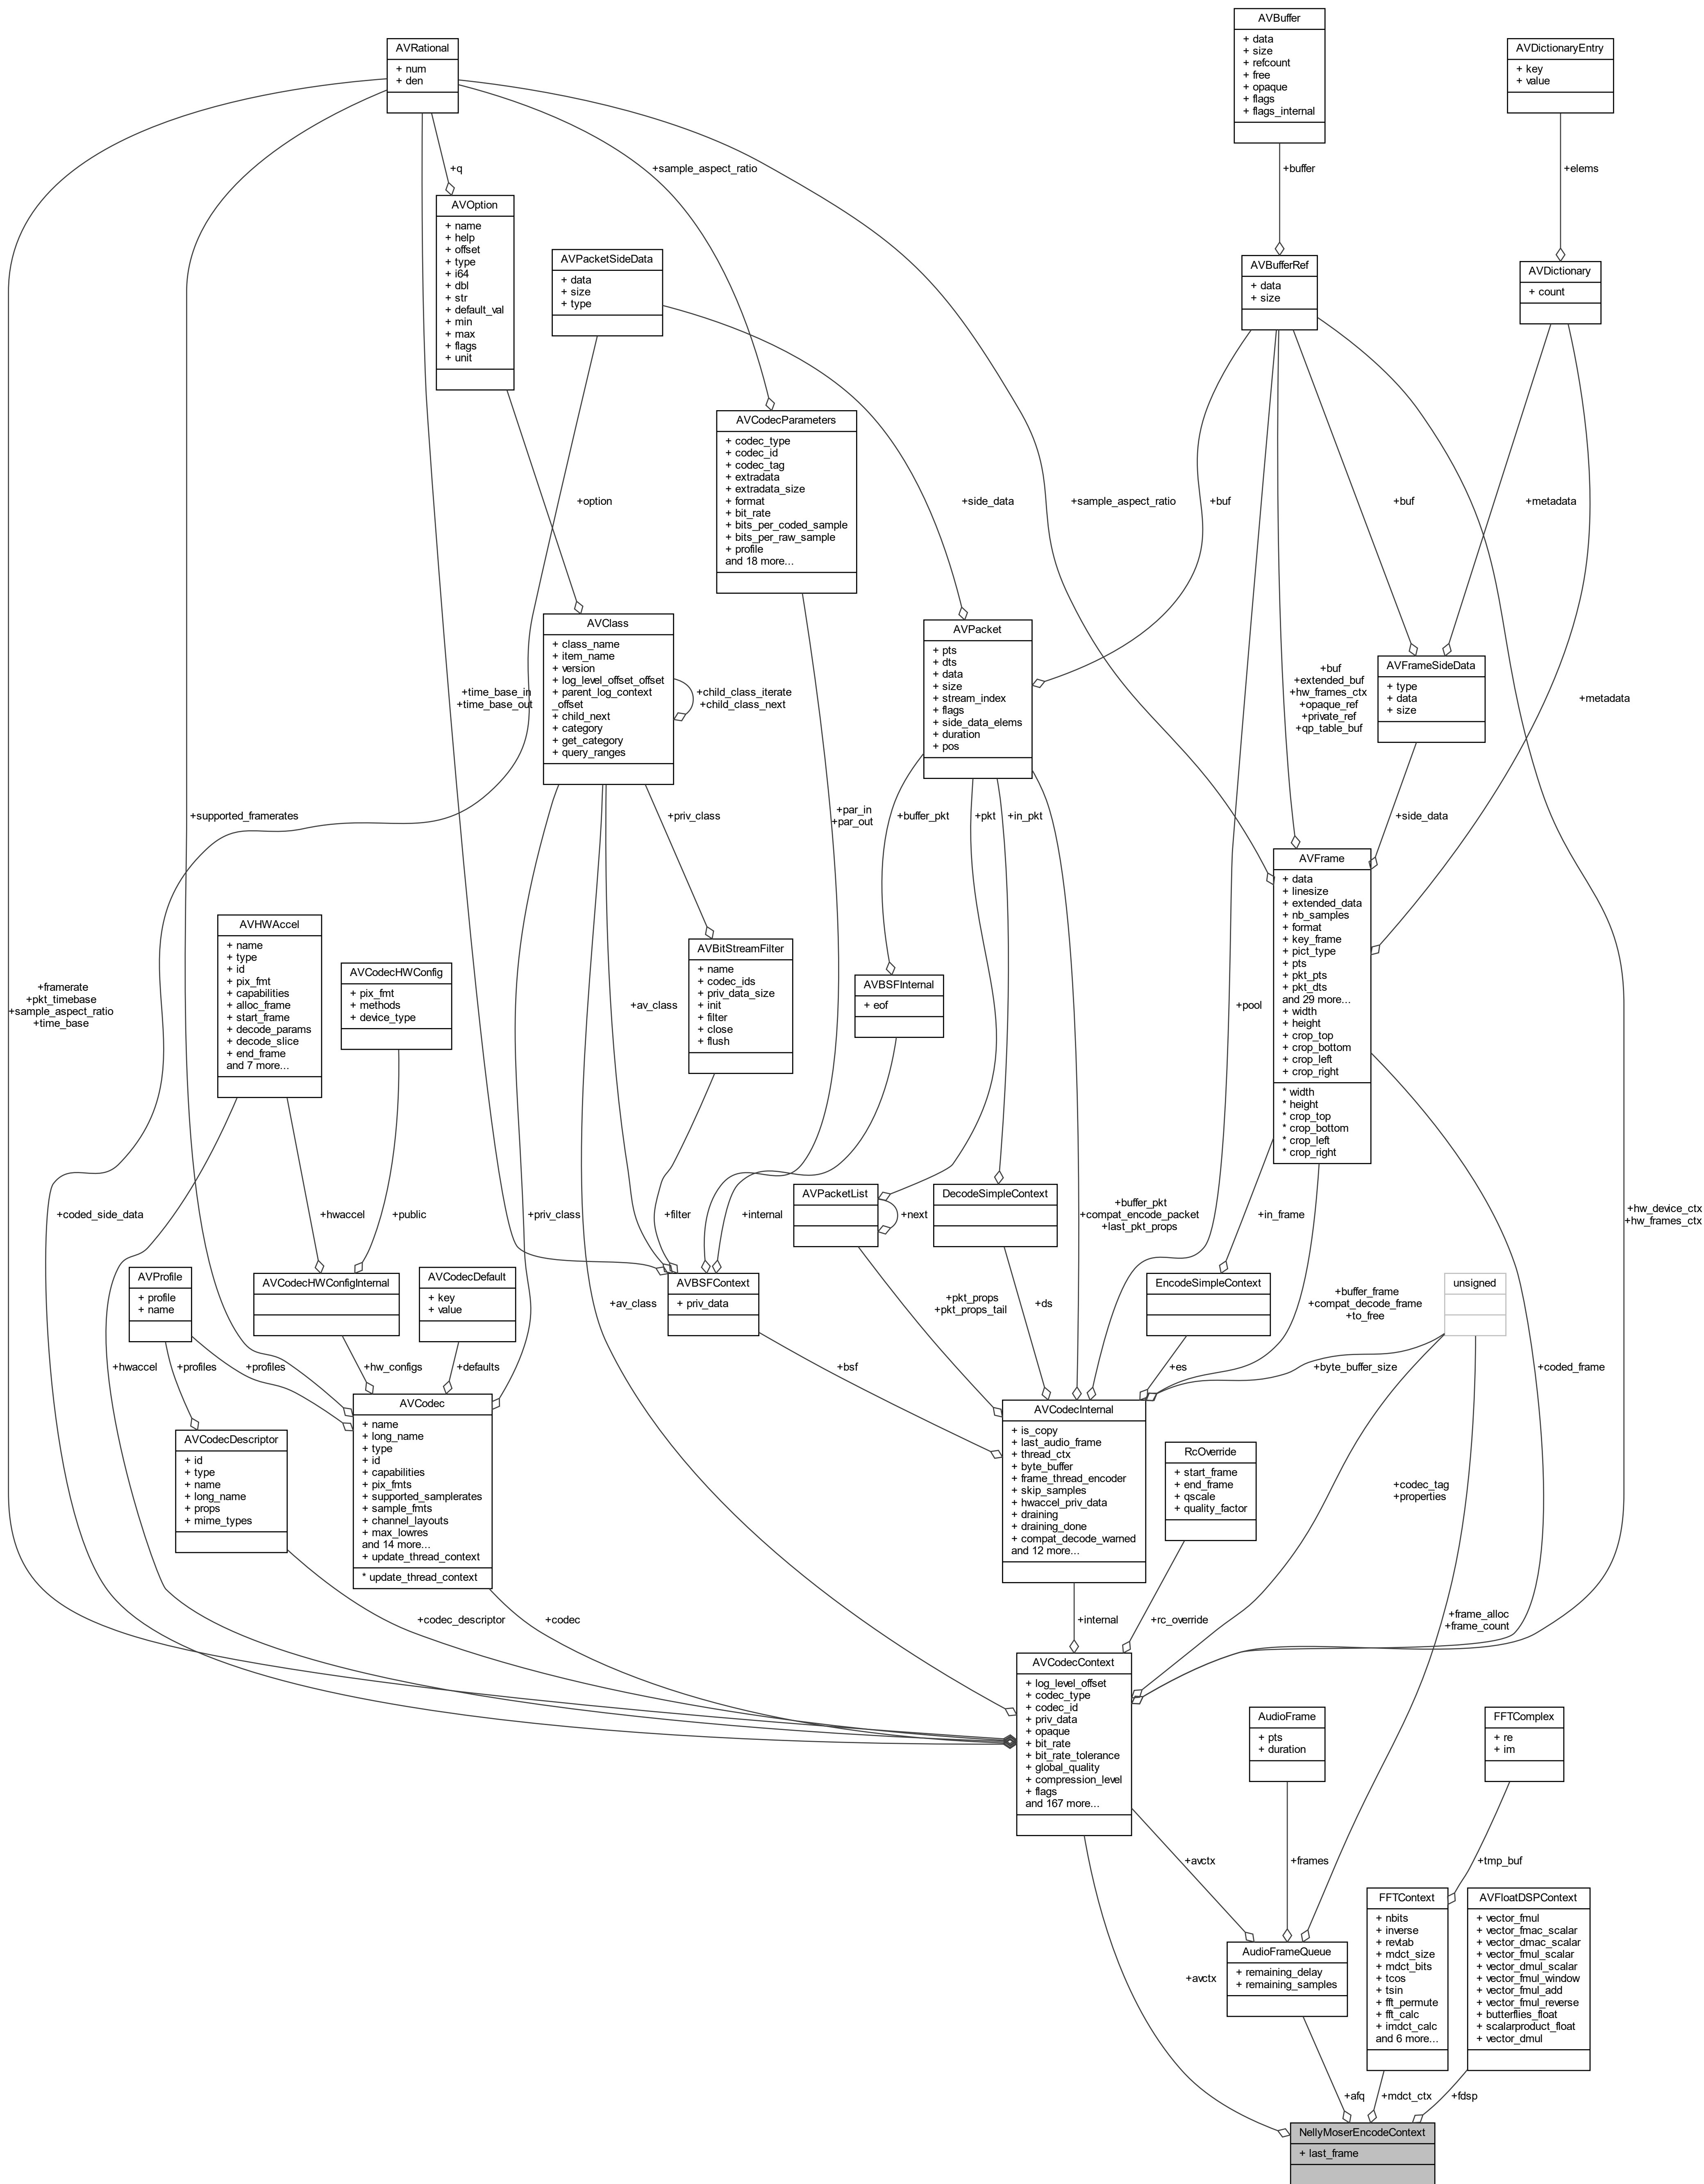 AVBuffer
+ data
+ size
+ refcount
+ free
+ opaque
+ flags
+ flags_internal
AVRational
+ num
+ den
AVDictionaryEntry
+ key
+ value
+q
+sample_aspect_ratio
+buffer
+elems
AVOption
+ name
+ help
+ offset
+ type
+ i64
+ dbl
+ str
+ default_val
+ min
+ max
+ flags
+ unit
AVPacketSideData
+ data
+ size
+ type
AVBufferRef
+ data
+ size
AVDictionary
+ count
AVCodecParameters
+ codec_type
+ codec_id
+ codec_tag
+ extradata
+ extradata_size
+ format
+ bit_rate
+ bits_per_coded_sample
+ bits_per_raw_sample
+ profile
and 18 more...
+option
+side_data
+sample_aspect_ratio
+buf
+buf
+metadata
AVClass
+ class_name
+ item_name
+ version
+ log_level_offset_offset
+ parent_log_context
_offset
+ child_next
+ category
+ get_category
+ query_ranges
+child_class_iterate
+child_class_next
+time_base_in
+time_base_out
AVPacket
+ pts
+ dts
+ data
+ size
+ stream_index
+ flags
+ side_data_elems
+ duration
+ pos
+buf
+extended_buf
+hw_frames_ctx
+opaque_ref
+private_ref
+qp_table_buf
AVFrameSideData
+ type
+ data
+ size
+metadata
+supported_framerates
+priv_class
+par_in
+par_out
+buffer_pkt
+pkt
+in_pkt
+side_data
AVFrame
+ data
+ linesize
+ extended_data
+ nb_samples
+ format
+ key_frame
+ pict_type
+ pts
+ pkt_pts
+ pkt_dts
and 29 more...
+ width
+ height
+ crop_top
+ crop_bottom
+ crop_left
+ crop_right
* width
* height
* crop_top
* crop_bottom
* crop_left
* crop_right
+framerate
+pkt_timebase
+sample_aspect_ratio
+time_base
AVHWAccel
+ name
+ type
+ id
+ pix_fmt
+ capabilities
+ alloc_frame
+ start_frame
+ decode_params
+ decode_slice
+ end_frame
and 7 more...
AVCodecHWConfig
+ pix_fmt
+ methods
+ device_type
+av_class
AVBitStreamFilter
+ name
+ codec_ids
+ priv_data_size
+ init
+ filter
+ close
+ flush
AVBSFInternal
+ eof
+pool
+coded_side_data
+hwaccel
+public
+priv_class
+filter
+internal
AVPacketList
+next
DecodeSimpleContext
+buffer_pkt
+compat_encode_packet
+last_pkt_props
+in_frame
+hw_device_ctx
+hw_frames_ctx
AVProfile
+ profile
+ name
AVCodecHWConfigInternal
AVCodecDefault
+ key
+ value
+av_class
AVBSFContext
+ priv_data
+pkt_props
+pkt_props_tail
+ds
EncodeSimpleContext
+buffer_frame
+compat_decode_frame
+to_free
unsigned
+hwaccel
+profiles
+profiles
+hw_configs
+defaults
+bsf
+es
+byte_buffer_size
+coded_frame
AVCodecDescriptor
+ id
+ type
+ name
+ long_name
+ props
+ mime_types
AVCodec
+ name
+ long_name
+ type
+ id
+ capabilities
+ pix_fmts
+ supported_samplerates
+ sample_fmts
+ channel_layouts
+ max_lowres
and 14 more...
+ update_thread_context
* update_thread_context
AVCodecInternal
+ is_copy
+ last_audio_frame
+ thread_ctx
+ byte_buffer
+ frame_thread_encoder
+ skip_samples
+ hwaccel_priv_data
+ draining
+ draining_done
+ compat_decode_warned
and 12 more...
RcOverride
+ start_frame
+ end_frame
+ qscale
+ quality_factor
+codec_tag
+properties
+codec_descriptor
+codec
+internal
+rc_override
+frame_alloc
+frame_count
AVCodecContext
+ log_level_offset
+ codec_type
+ codec_id
+ priv_data
+ opaque
+ bit_rate
+ bit_rate_tolerance
+ global_quality
+ compression_level
+ flags
and 167 more...
AudioFrame
+ pts
+ duration
FFTComplex
+ re
+ im
+avctx
+frames
+tmp_buf
AudioFrameQueue
+ remaining_delay
+ remaining_samples
FFTContext
+ nbits
+ inverse
+ revtab
+ mdct_size
+ mdct_bits
+ tcos
+ tsin
+ fft_permute
+ fft_calc
+ imdct_calc
and 6 more...
AVFloatDSPContext
+ vector_fmul
+ vector_fmac_scalar
+ vector_dmac_scalar
+ vector_fmul_scalar
+ vector_dmul_scalar
+ vector_fmul_window
+ vector_fmul_add
+ vector_fmul_reverse
+ butterflies_float
+ scalarproduct_float
+ vector_dmul
+avctx
+afq
+mdct_ctx
+fdsp
NellyMoserEncodeContext
+ last_frame